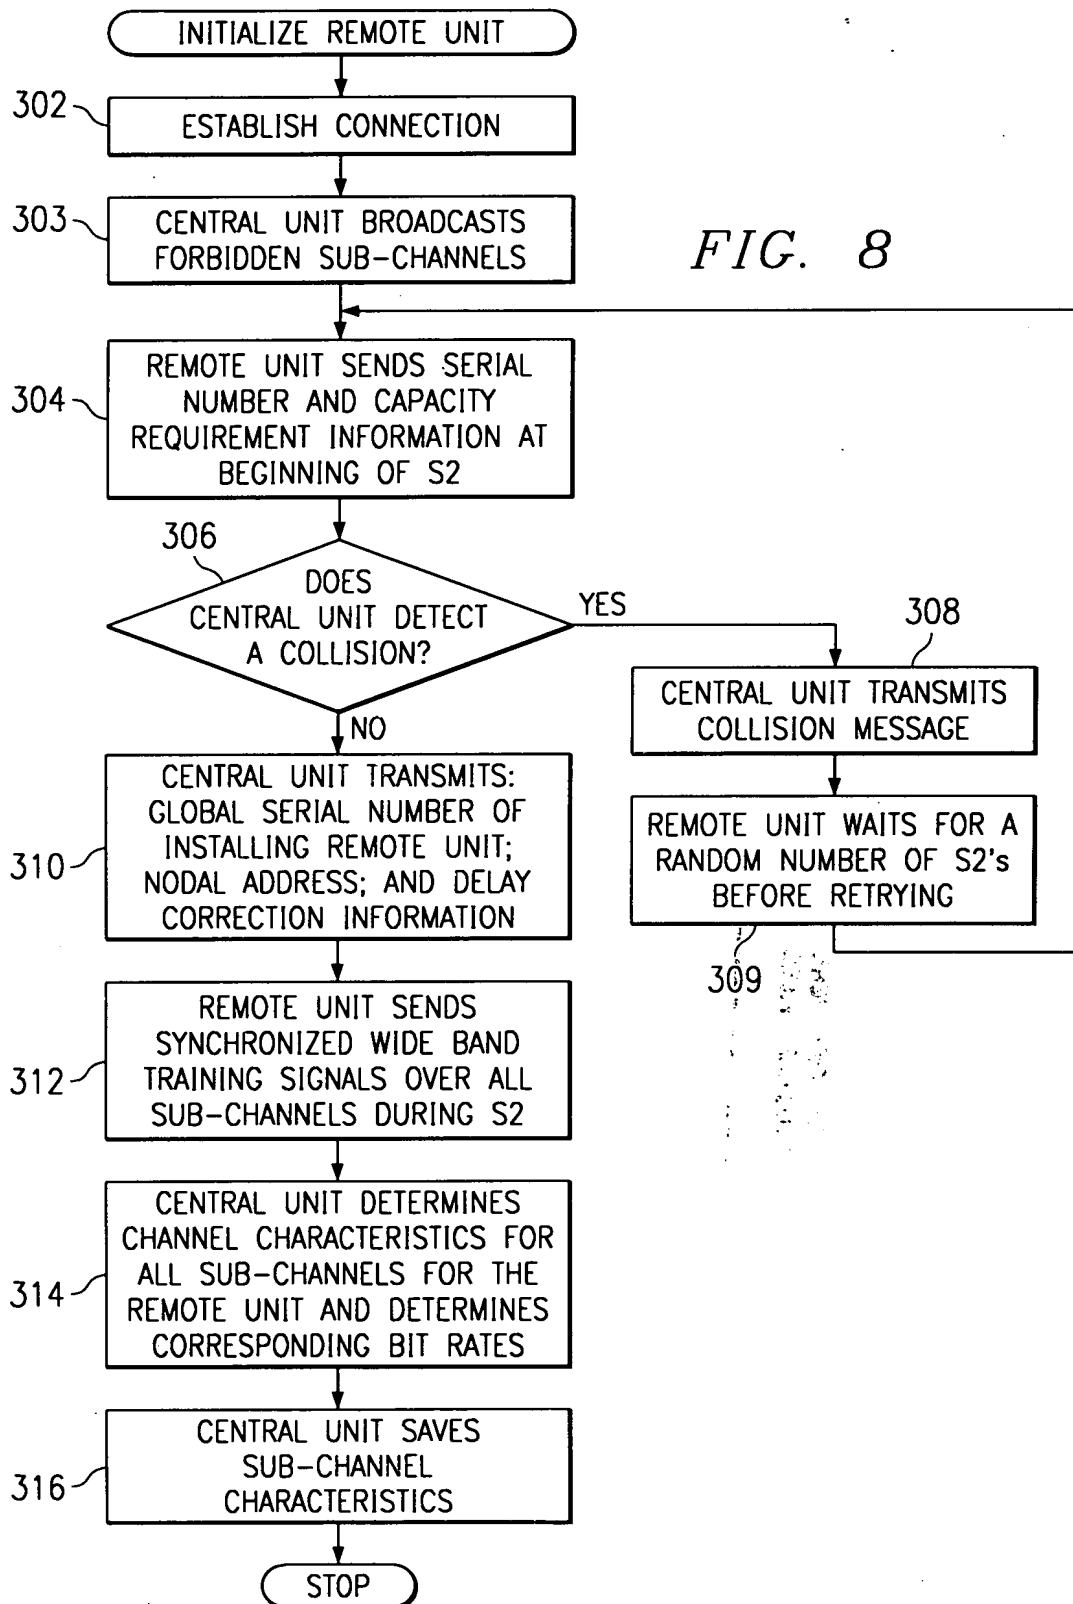 INITIALIZE REMOTE UNIT
302
ESTABLISH CONNECTION
303
CENTRAL UNIT BROADCASTS
FORBIDDEN SUB-CHANNELS
FIG. 8
304
REMOTE UNIT SENDS SERIAL
NUMBER AND CAPACITY
REQUIREMENT INFORMATION AT
BEGINNING OF S2
306
DOES
CENTRAL UNIT DETECT
A COLLISION?
YES
308
CENTRAL UNIT TRANSMITS
COLLISION MESSAGE
REMOTE UNIT WAITS FOR A
RANDOM NUMBER OF S2's
BEFORE RETRYING
309
NO
310
CENTRAL UNIT TRANSMITS:
GLOBAL SERIAL NUMBER OF
INSTALLING REMOTE UNIT;
NODAL ADDRESS; AND DELAY
CORRECTION INFORMATION
312
REMOTE UNIT SENDS
SYNCHRONIZED WIDE BAND
TRAINING SIGNALS OVER ALL
SUB-CHANNELS DURING S2
314
CENTRAL UNIT DETERMINES
CHANNEL CHARACTERISTICS FOR
ALL SUB-CHANNELS FOR THE
REMOTE UNIT AND DETERMINES
CORRESPONDING BIT RATES
316
CENTRAL UNIT SAVES
SUB-CHANNEL
CHARACTERISTICS
STOP